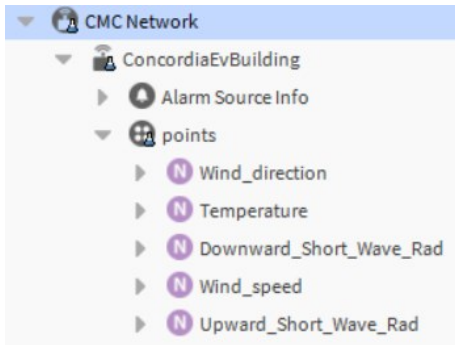 CMC Network
ConcordiaEvBuilding
Alarm Source Info
points
N Wind_direction
N Temperature
N Downward_Short_Wave_Rad
N Wind_speed
N Upward_Short_Wave_Rad